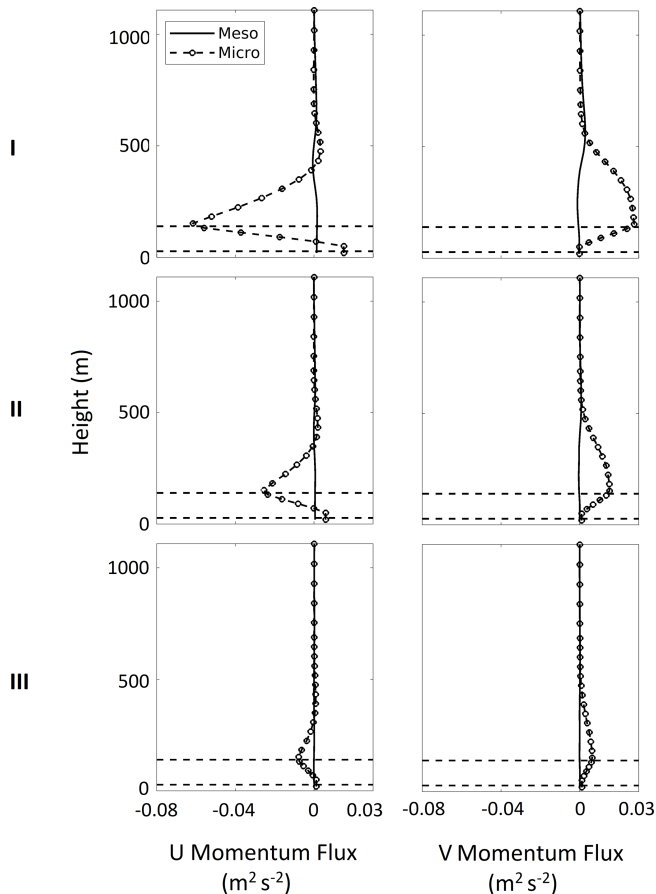 I
1100
500
0
Meso
Micro
II
Height (m)
1000
500
0
III
1000
500
0
-0.08 -0.04 0 0.03 -0.08 -0.04 0 0.03
U Momentum Flux V Momentum Flux
(m² s⁻²) (m² s⁻²)